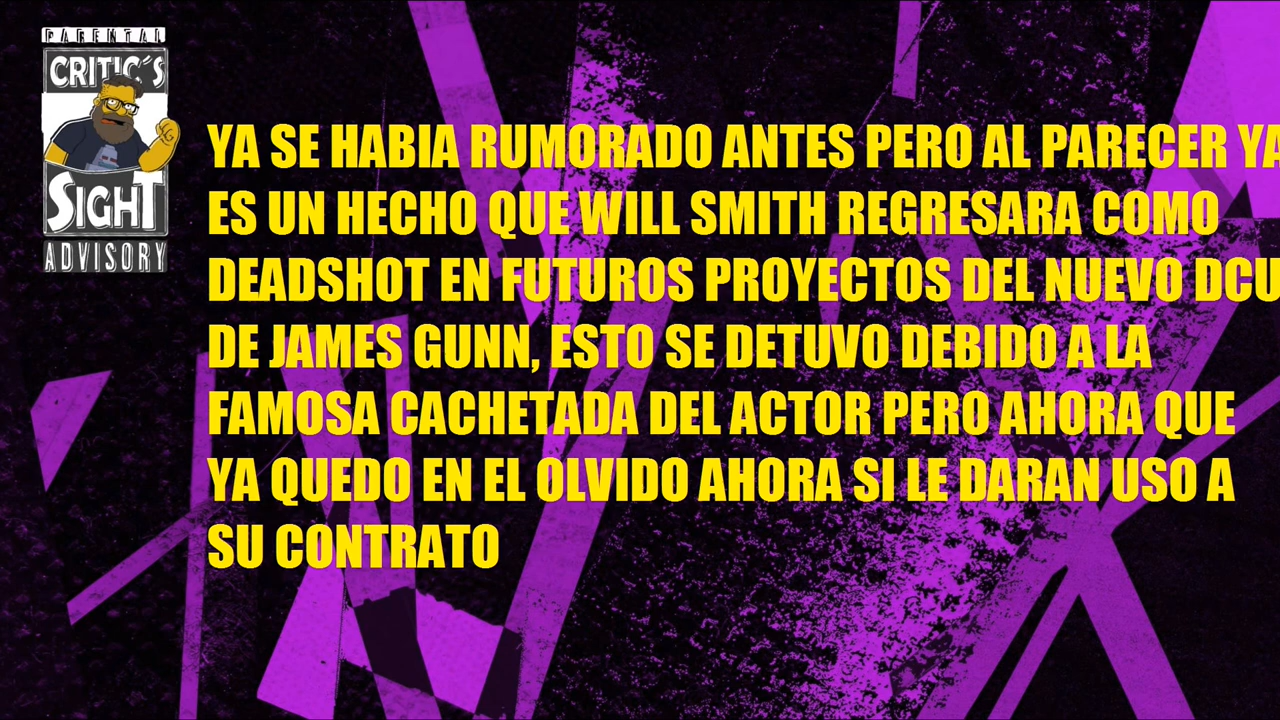 PARENTAL
CRITIC´S
SIGHT
ADVISORY
YA SE HABIA RUMORADO ANTES PERO AL PARECER YA
ES UN HECHO QUE WILL SMITH REGRESARA COMO
DEADSHOT EN FUTUROS PROYECTOS DEL NUEVO DCU
DE JAMES GUNN, ESTO SE DETUVO DEBIDO A LA
FAMOSA CACHETADA DEL ACTOR PERO AHORA QUE
YA QUEDO EN EL OLVIDO AHORA SI LE DARAN USO A
SU CONTRATO